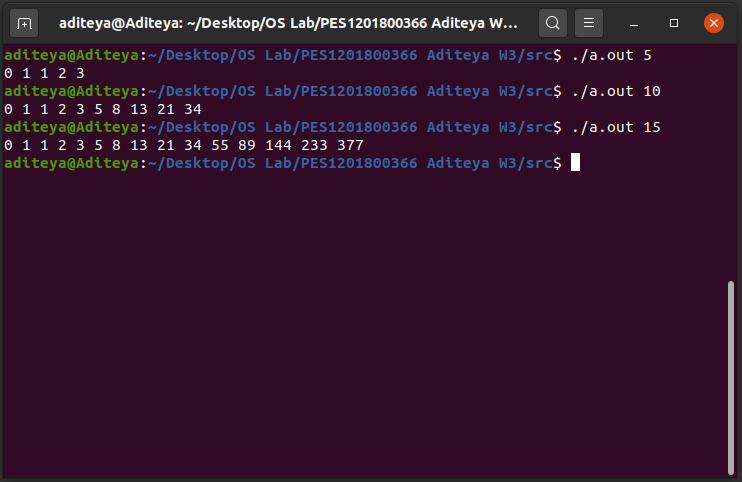 aditeya@Aditeya: ~/Desktop/OS Lab/PES1201800366 Aditeya W...
aditeya@Aditeya:~/Desktop/OS Lab/PES1201800366 Aditeya W3/src$ ./a.out 5
0 1 1 2 3
aditeya@Aditeya:~/Desktop/OS Lab/PES1201800366 Aditeya W3/src$ ./a.out 10
0 1 1 2 3 5 8 13 21 34
aditeya@Aditeya:~/Desktop/OS Lab/PES1201800366 Aditeya W3/src$ ./a.out 15
0 1 1 2 3 5 8 13 21 34 55 89 144 233 377
aditeya@Aditeya:~/Desktop/OS Lab/PES1201800366 Aditeya W3/src$